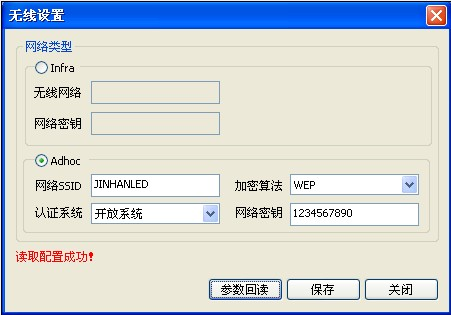 无线设置
网络类型
Infra
无线网络
网络密钥
Adhoc
网络SSID JINHANLED 加密算法 WEP
认证系统 开放系统 网络密钥 1234567890
读取配置成功!
参数回读 保存 关闭